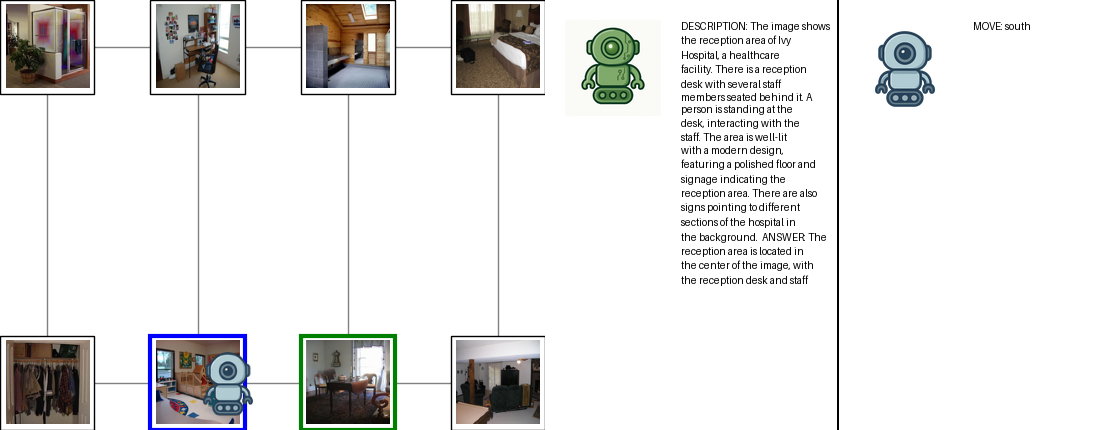 DESCRIPTION: The image shows
the reception area of Ivy
Hospital, a healthcare
facility. There is a reception
desk with several staff
members seated behind it. A
person is standing at the
desk, interacting with the
staff. The area is well-lit
with a modern design,
featuring a polished floor and
signage indicating the
reception area. There are also
signs pointing to different
sections of the hospital in
the background. ANSWER: The
reception area is located in
the center of the image, with
the reception desk and staff
MOVE: south